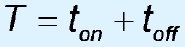 T = t_on + t_off